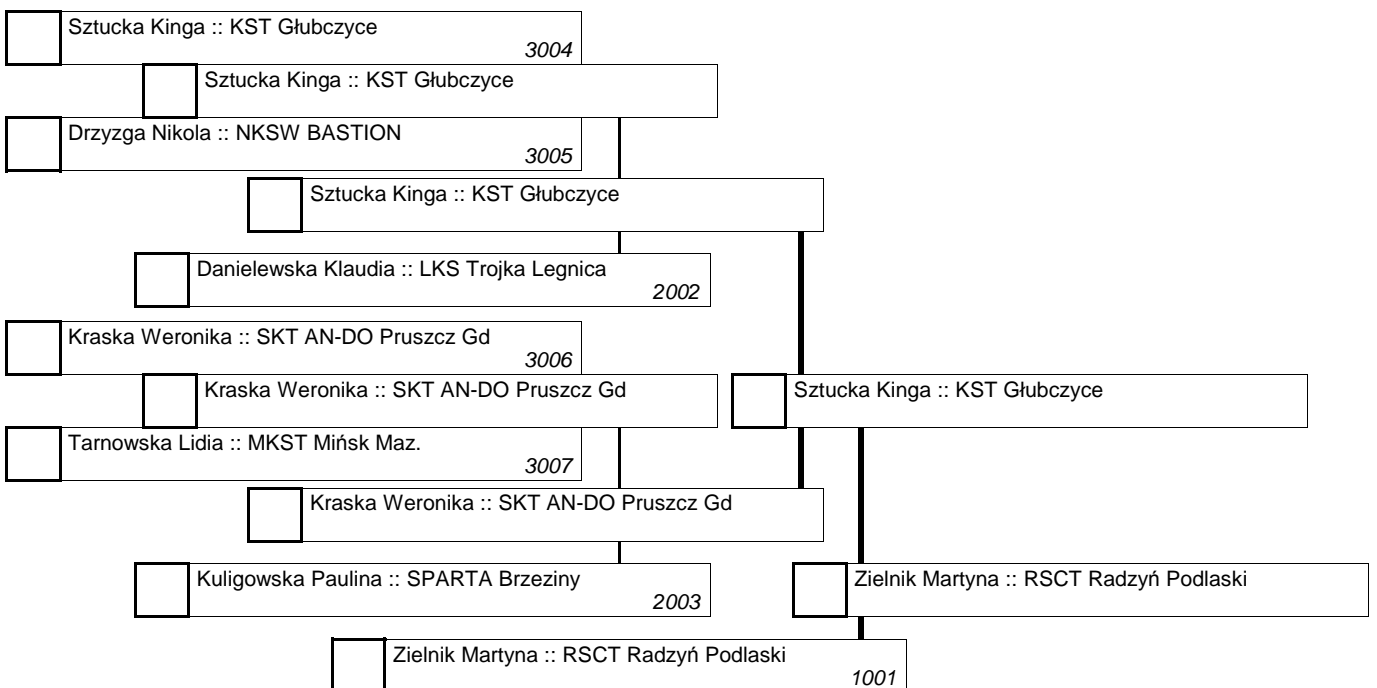 Sztucka Kinga :: KST Głubczyce
3004
Sztucka Kinga :: KST Głubczyce
Drzyzga Nikola :: NKSW BASTION
3005
Sztucka Kinga :: KST Głubczyce
Danielewska Klaudia :: LKS Trojka Legnica
2002
Kraska Weronika :: SKT AN-DO Pruszcz Gd
3006
Kraska Weronika :: SKT AN-DO Pruszcz Gd
Sztucka Kinga :: KST Głubczyce
Tarnowska Lidia :: MKST Mińsk Maz.
3007
Kraska Weronika :: SKT AN-DO Pruszcz Gd
Kuligowska Paulina :: SPARTA Brzeziny
2003
Zielnik Martyna :: RSCT Radzyń Podlaski
Zielnik Martyna :: RSCT Radzyń Podlaski
1001